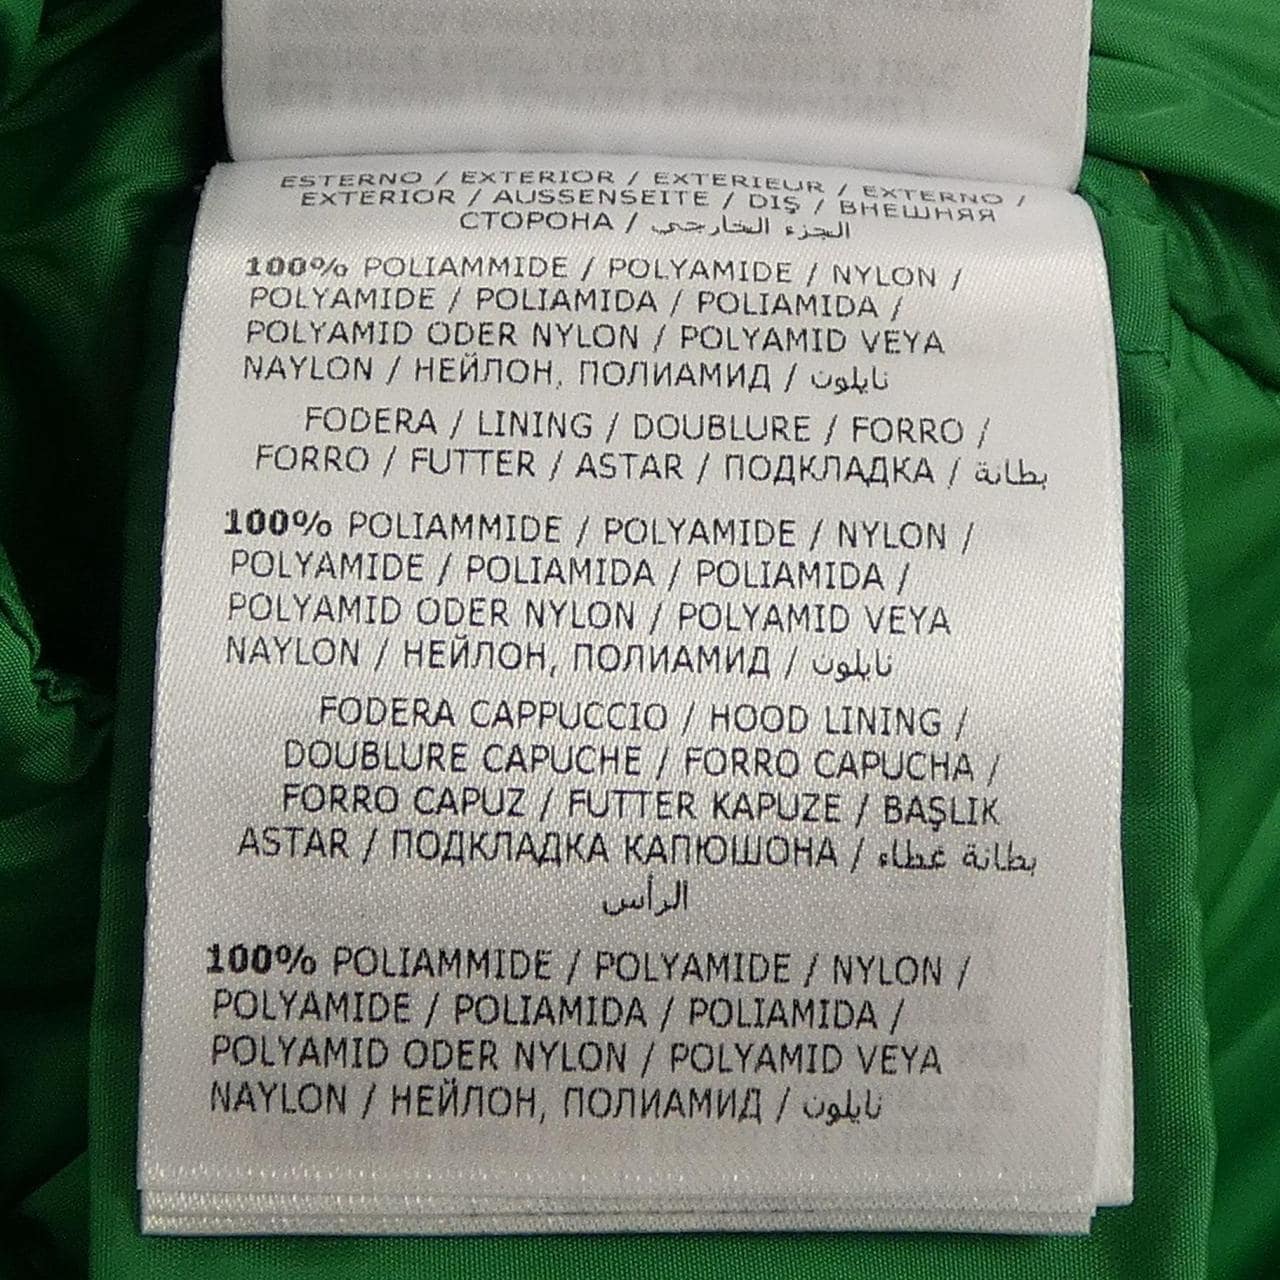 ESTERNO / EXTERIOR / EXTERIEUR / EXTERNO /
EXTERIOR / AUSSENSEITE / DIŞ / ВНЕШНЯЯ
СТОРОНА / الجزء الخارجي
100% POLIAMMIDE / POLYAMIDE / NYLON /
POLYAMIDE / POLIAMIDA / POLIAMIDA /
POLYAMID ODER NYLON / POLYAMID VEYA
NAYLON / НЕЙЛОН, ПОЛИАМИД / نايلون
FODERA / LINING / DOUBLURE / FORRO /
FORRO / FUTTER / ASTAR / ПОДКЛАДКА / بطانة
100% POLIAMMIDE / POLYAMIDE / NYLON /
POLYAMIDE / POLIAMIDA / POLIAMIDA /
POLYAMID ODER NYLON / POLYAMID VEYA
NAYLON / НЕЙЛОН, ПОЛИАМИД / نايلون
FODERA CAPPUCCIO / HOOD LINING /
DOUBLURE CAPUCHE / FORRO CAPUCHA /
FORRO CAPUZ / FUTTER KAPUZE / BAŞLIK
ASTAR / ПОДКЛАДКА КАПЮШОНА / بطانة غطاء
الرأس
100% POLIAMMIDE / POLYAMIDE / NYLON /
POLYAMIDE / POLIAMIDA / POLIAMIDA /
POLYAMID ODER NYLON / POLYAMID VEYA
NAYLON / НЕЙЛОН, ПОЛИАМИД / نايلون